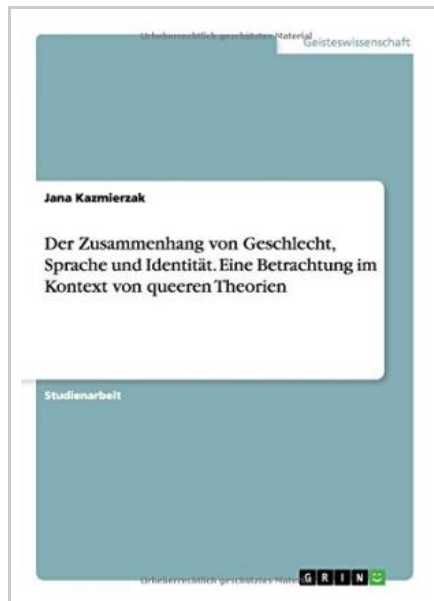 Urheberrechtlich geschütztes Material
Geisteswissenschaft
Jana Kazmierzak
Der Zusammenhang von Geschlecht,
Sprache und Identität. Eine Betrachtung im
Kontext von queeren Theorien
Studienarbeit
Urheberrechtlich geschütztes Mate
GRIN